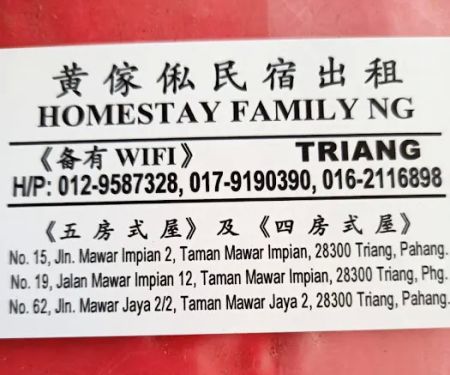 黄傢俬民宿出租
HOMESTAY FAMILY NG
《备有 WIFI》 TRIANG
H/P: 012-9587328, 017-9190390, 016-2116898
《五房式屋》及《四房式屋》
No. 15, Jln. Mawar Impian 2, Taman Mawar Impian, 28300 Triang, Pahang.
No. 19, Jalan Mawar Impian 12, Taman Mawar Impian, 28300 Triang, Phg.
No. 62, Jln. Mawar Jaya 2/2, Taman Mawar Jaya 2, 28300 Triang, Pahang.